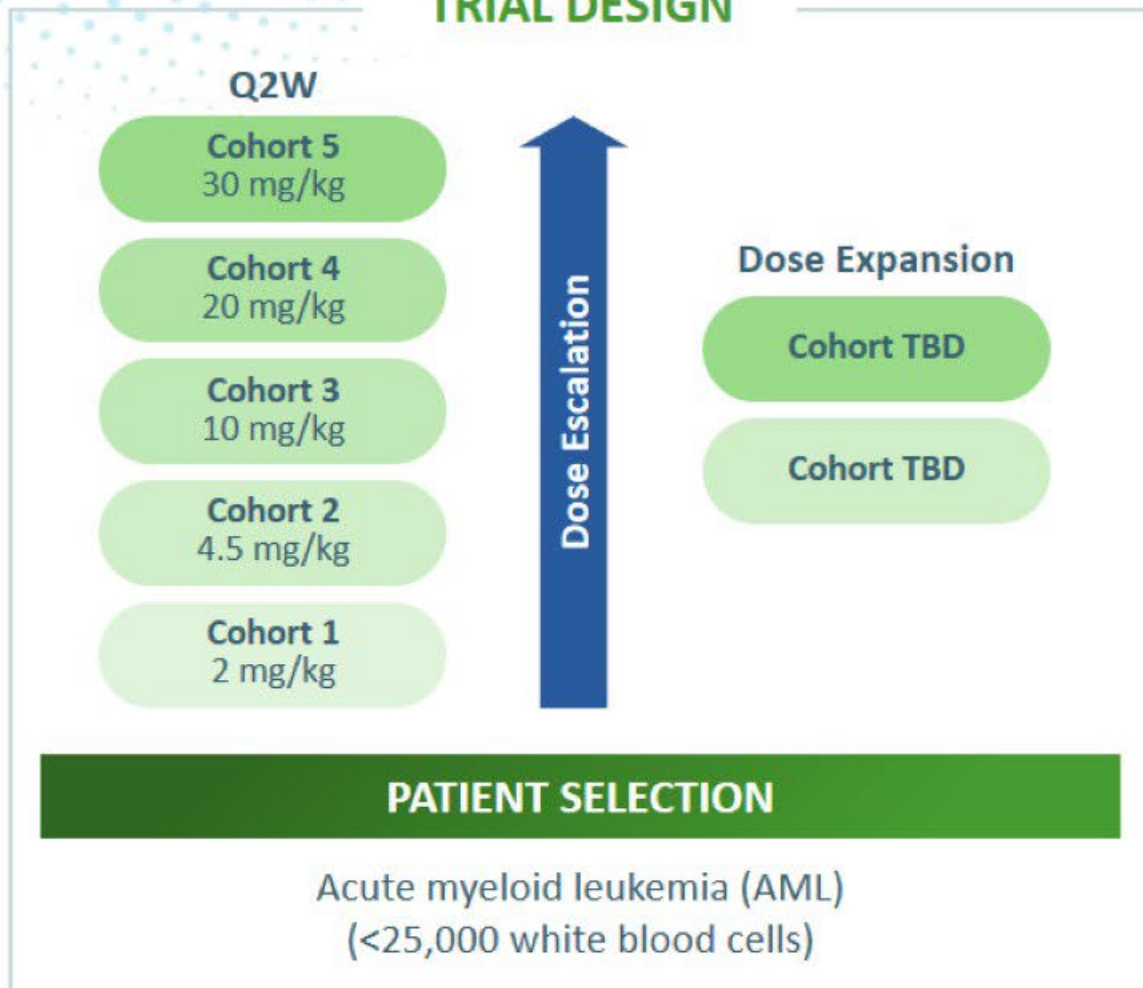 TRIAL DESIGN
Q2W
Cohort 5
30 mg/kg
Cohort 4
20 mg/kg
Cohort 3
10 mg/kg
Cohort 2
4.5 mg/kg
Cohort 1
2 mg/kg
Dose Escalation
Dose Expansion
Cohort TBD
Cohort TBD
PATIENT SELECTION
Acute myeloid leukemia (AML)
(<25,000 white blood cells)